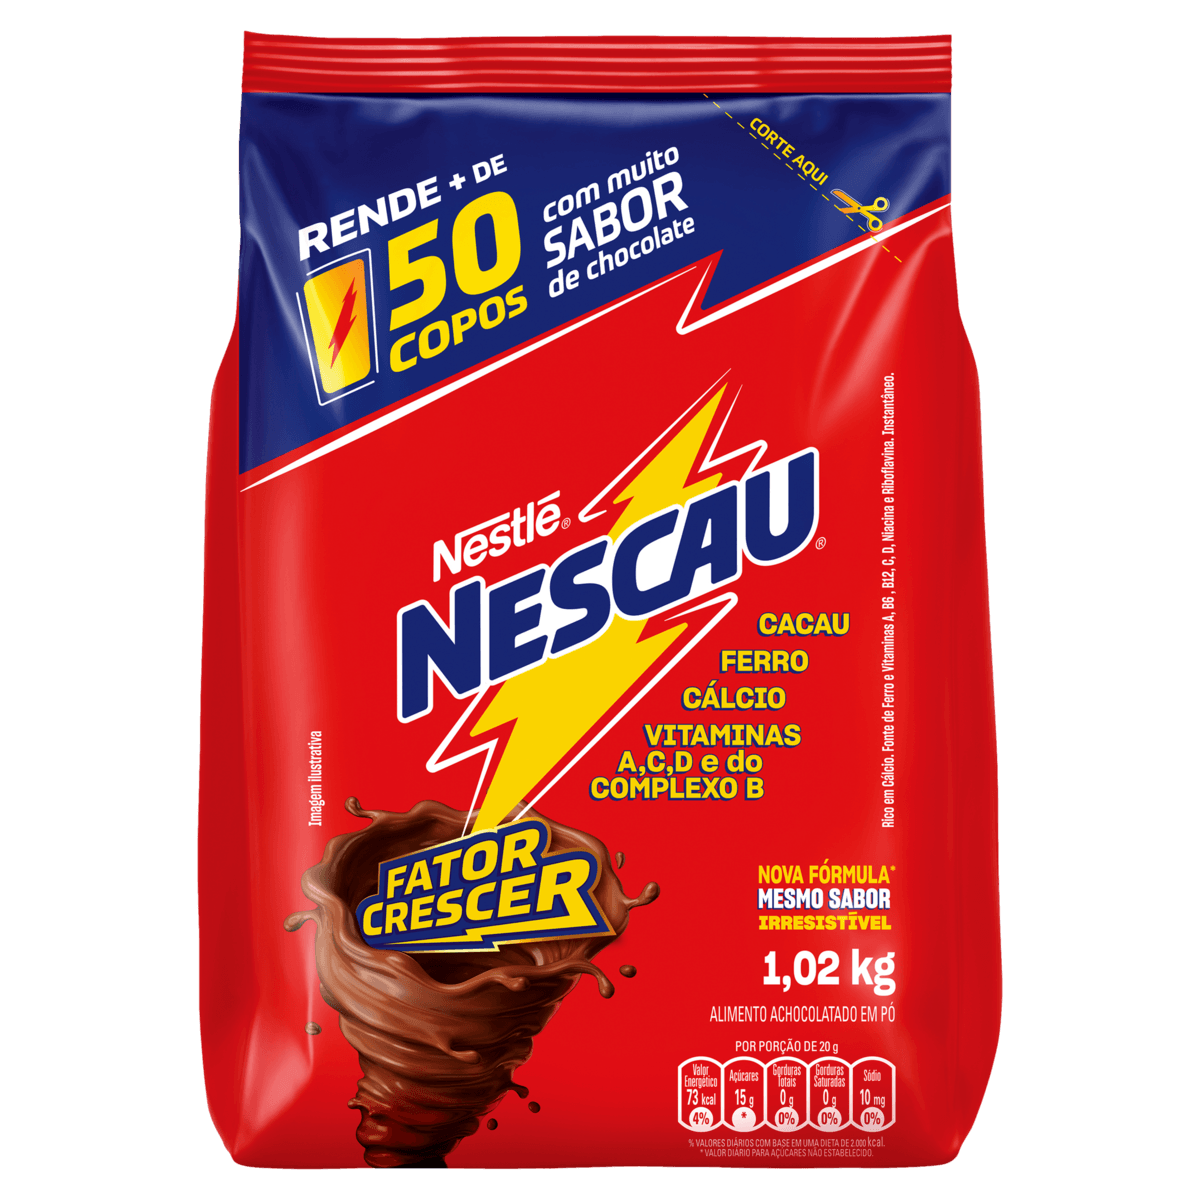 RENDE + DE
50
COPOS
com muito
SABOR
de chocolate
CORTE AQUI
Nestlé®
NESCAU®
CACAU
FERRO
CÁLCIO
VITAMINAS
A,C,D e do
COMPLEXO B
Rico em Cálcio. Fonte de Ferro e Vitaminas A, B6 , B12, C, D, Niacina e Riboflavina. Instantâneo.
Imagem ilustrativa
FATOR
CRESCER
NOVA FÓRMULA*
MESMO SABOR
IRRESISTÍVEL
1,02 kg
ALIMENTO ACHOCOLATADO EM PÓ
POR PORÇÃO DE 20 g
Valor Energético 73 kcal 4%
Açúcares 15 g *
Gorduras Totais 0 g 0%
Gorduras Saturadas 0 g 0%
Sódio 10 mg 0%
% VALORES DIÁRIOS COM BASE EM UMA DIETA DE 2.000 kcal.
* VALOR DIÁRIO PARA AÇÚCARES NÃO ESTABELECIDO.